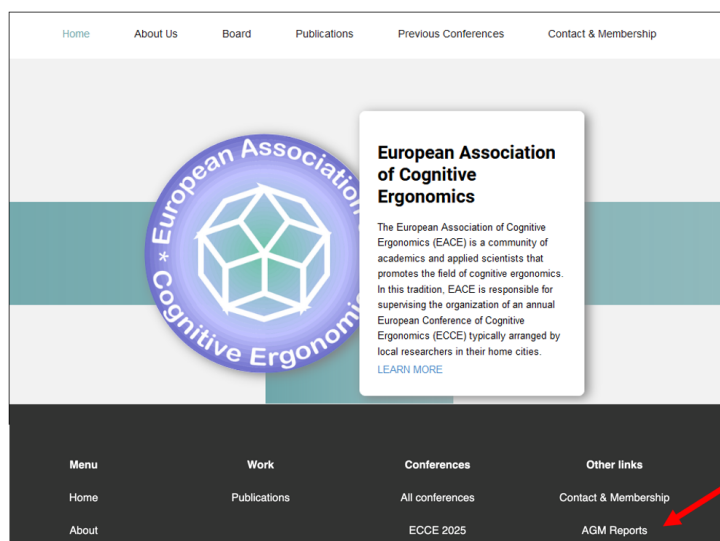 Home About Us Board Publications Previous Conferences Contact & Membership
* European Association
Cognitive Ergonomi
European Association
of Cognitive
Ergonomics
The European Association of Cognitive
Ergonomics (EACE) is a community of
academics and applied scientists that
promotes the field of cognitive ergonomics.
In this tradition, EACE is responsible for
supervising the organization of an annual
European Conference of Cognitive
Ergonomics (ECCE) typically arranged by
local researchers in their home cities.
LEARN MORE
Menu Work Conferences Other links
Home Publications All conferences Contact & Membership
About ECCE 2025 AGM Reports